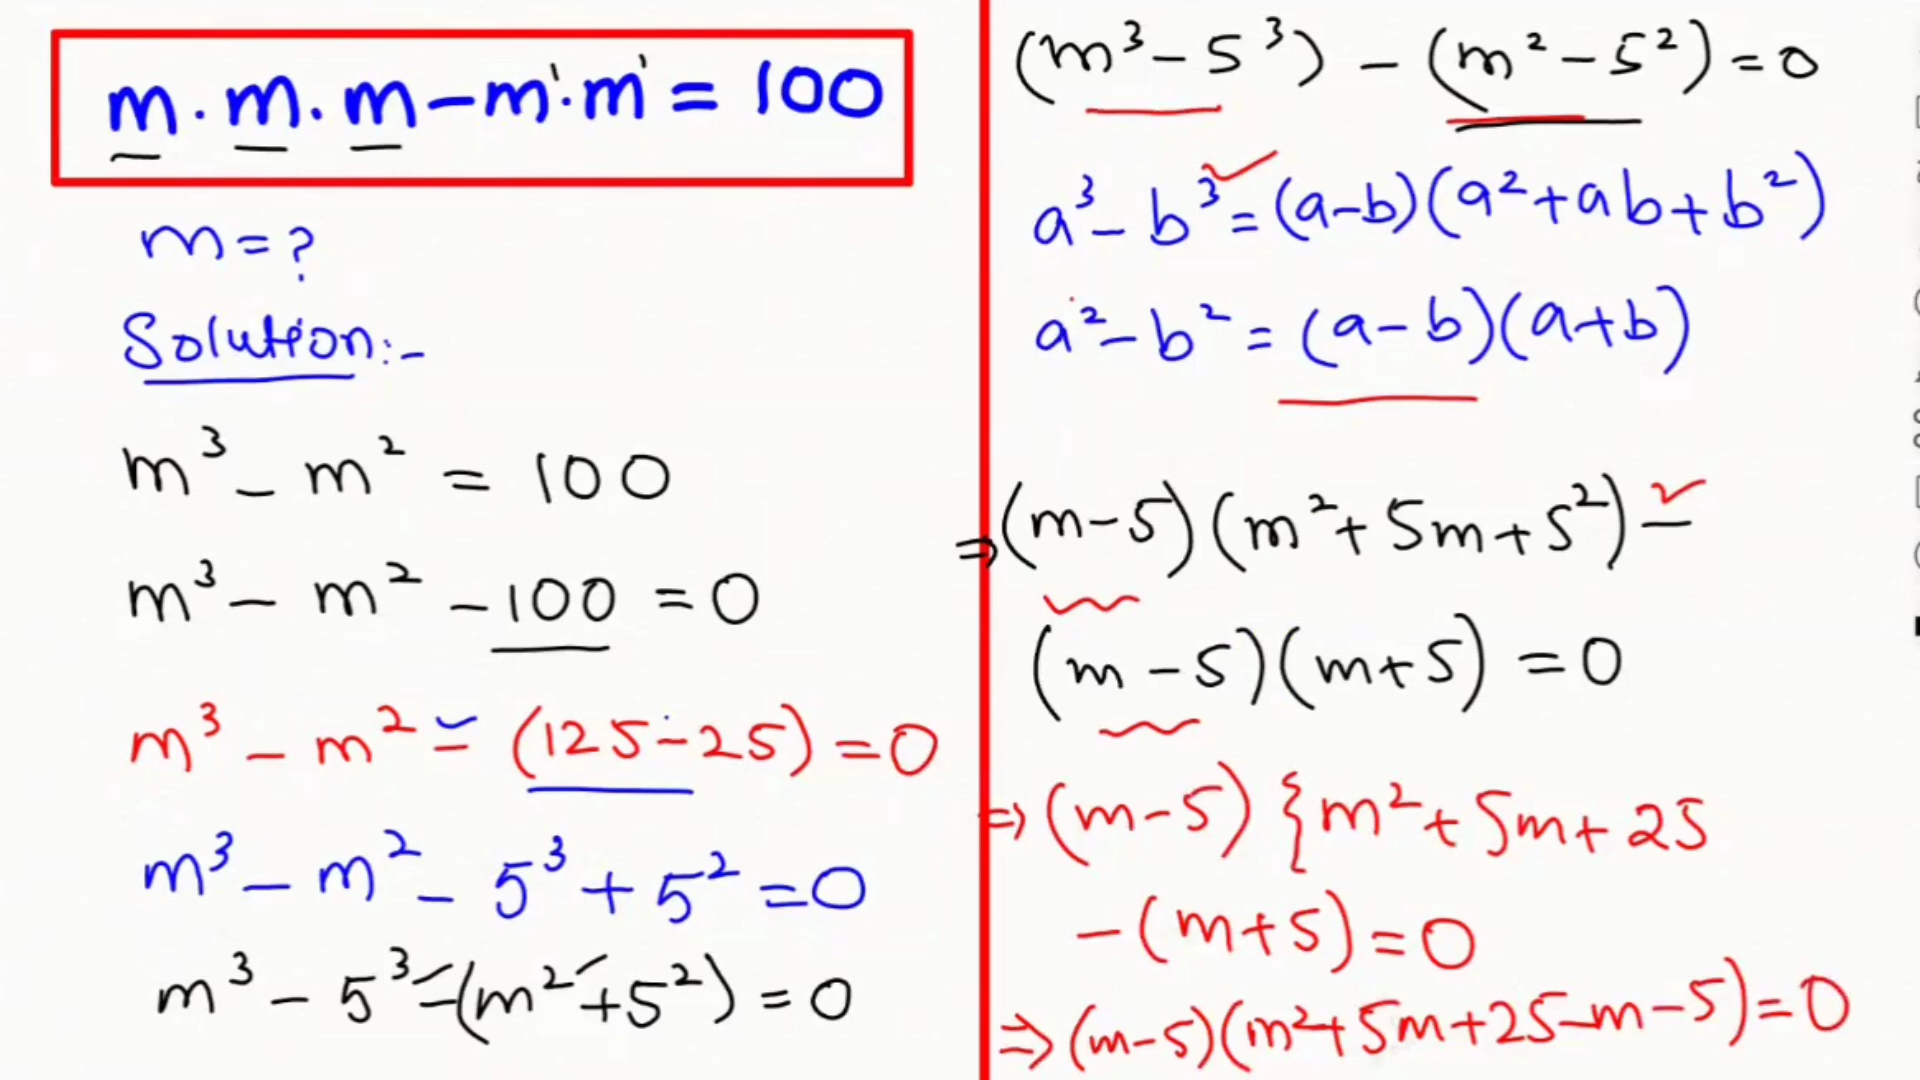 m · m · m - m¹ · m¹ = 100
m = ?
Solution:-
m³ - m² = 100
m³ - m² - 100 = 0
m³ - m² - (125 - 25) = 0
m³ - m² - 5³ + 5² = 0
m³ - 5³ - (m² + 5²) = 0
(m³ - 5³) - (m² - 5²) = 0
a³ - b³ = (a-b)(a² + ab + b²)
a² - b² = (a - b)(a + b)
⇒ (m - 5)(m² + 5m + 5²) -
(m - 5)(m + 5) = 0
⇒ (m - 5) {m² + 5m + 25
- (m + 5) = 0
⇒ (m - 5)(m² + 5m + 25 - m - 5) = 0